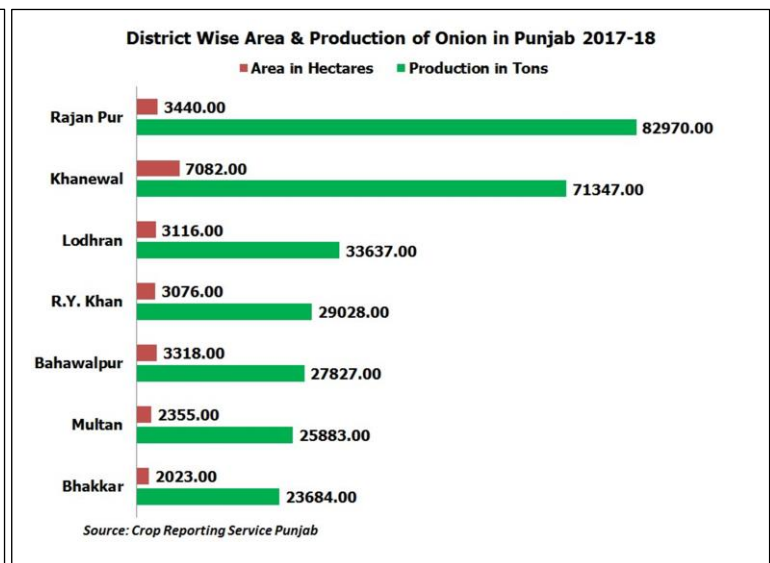 District Wise Area & Production of Onion in Punjab 2017-18
Area in Hectares Production in Tons
Rajan Pur
3440.00
82970.00
Khanewal
7082.00
71347.00
Lodhran
3116.00
33637.00
R.Y. Khan
3076.00
29028.00
Bahawalpur
3318.00
27827.00
Multan
2355.00
25883.00
Bhakkar
2023.00
23684.00
Source: Crop Reporting Service Punjab